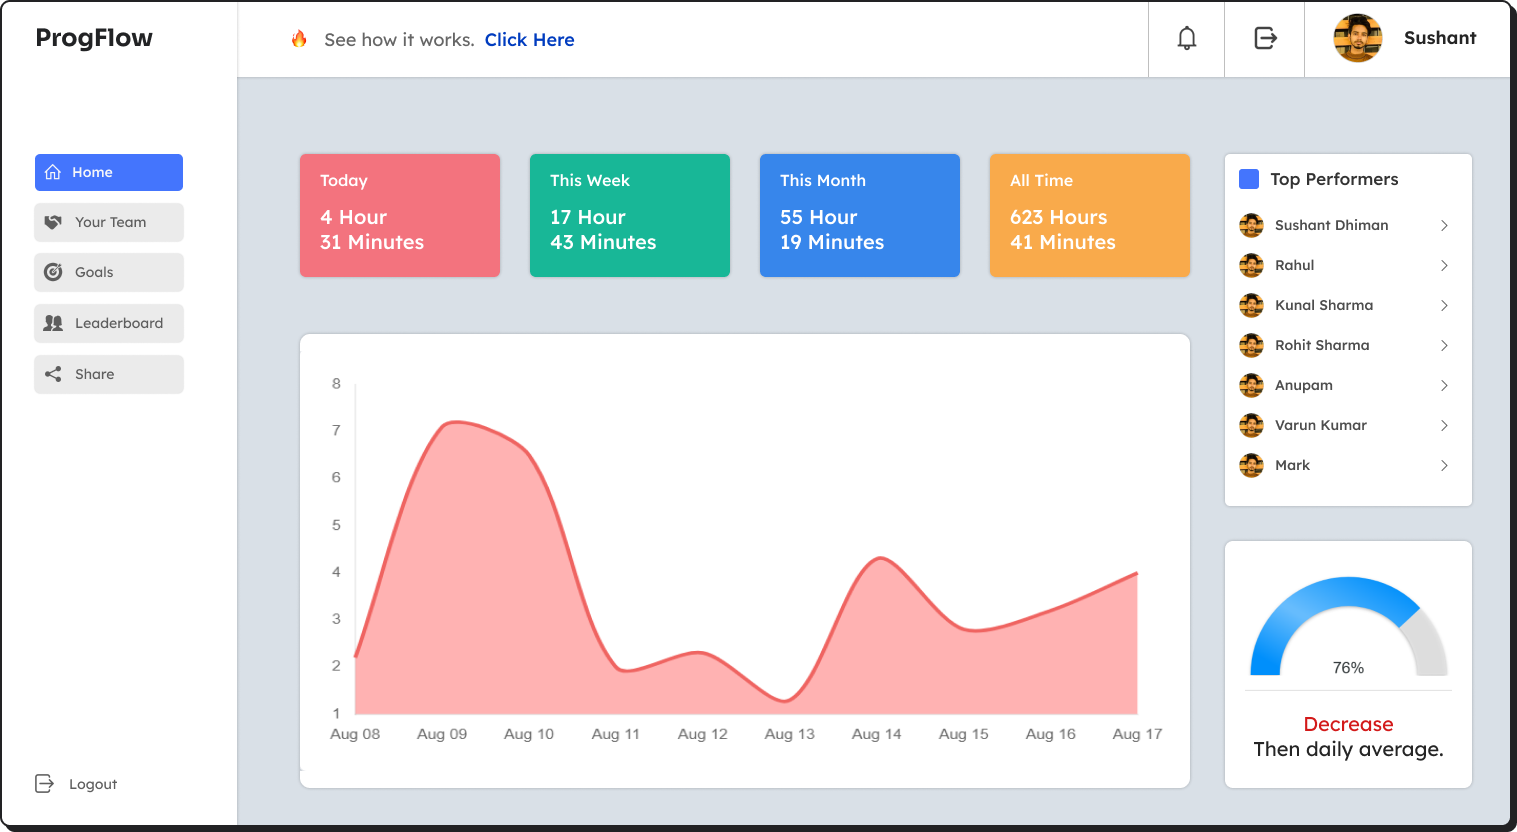 ProgFlow
See how it works. Click Here
Sushant
Home
Your Team
Goals
Leaderboard
Share
Logout
Today
4 Hour
31 Minutes
This Week
17 Hour
43 Minutes
This Month
55 Hour
19 Minutes
All Time
623 Hours
41 Minutes
8
7
6
5
4
3
2
1
Aug 08 Aug 09 Aug 10 Aug 11 Aug 12 Aug 13 Aug 14 Aug 15 Aug 16 Aug 17
Top Performers
Sushant Dhiman
Rahul
Kunal Sharma
Rohit Sharma
Anupam
Varun Kumar
Mark
76%
Decrease
Then daily average.